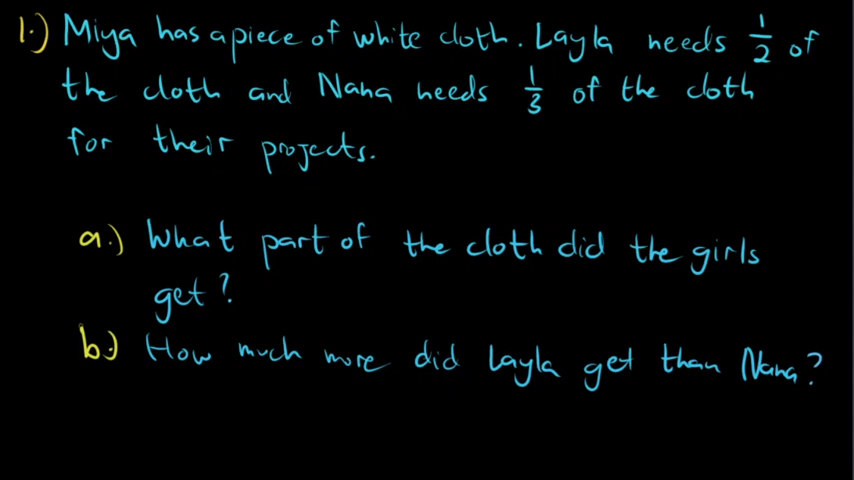 1.) Miya has a piece of white cloth. Layla needs 1/2 of
the cloth and Nana needs 1/3 of the cloth
for their projects.
a.) What part of the cloth did the girls
get?
b.) How much more did Layla get than Nana?